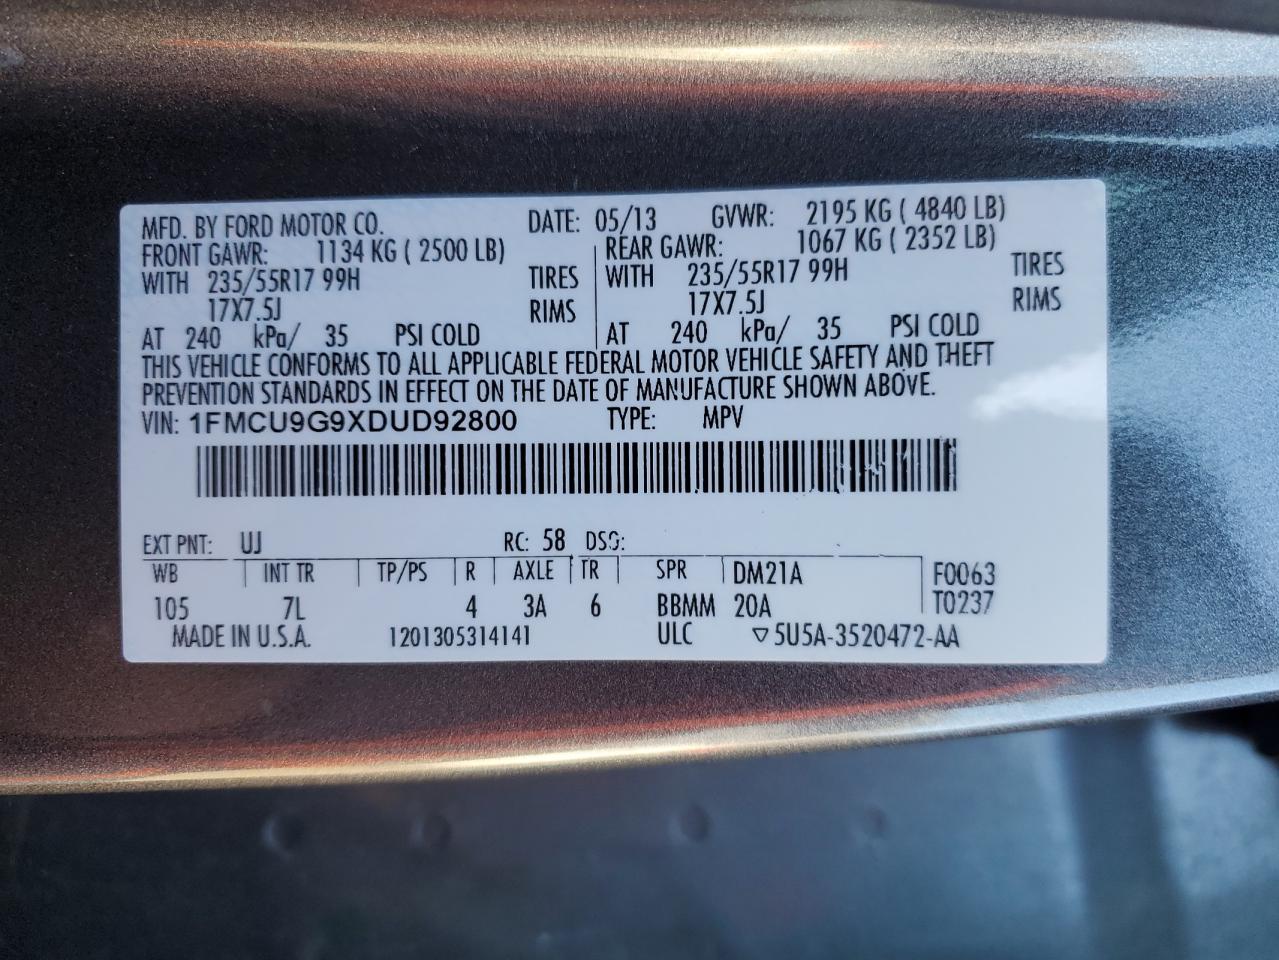 MFD. BY FORD MOTOR CO. DATE: 05/13 GVWR: 2195 KG ( 4840 LB)
FRONT GAWR: 1134 KG ( 2500 LB) REAR GAWR: 1067 KG ( 2352 LB)
WITH 235/55R17 99H TIRES WITH 235/55R17 99H TIRES
17X7.5J RIMS 17X7.5J RIMS
AT 240 kPa/ 35 PSI COLD AT 240 kPa/ 35 PSI COLD
THIS VEHICLE CONFORMS TO ALL APPLICABLE FEDERAL MOTOR VEHICLE SAFETY AND THEFT
PREVENTION STANDARDS IN EFFECT ON THE DATE OF MANUFACTURE SHOWN ABOVE.
VIN: 1FMCU9G9XDUD92800 TYPE: MPV
EXT PNT: UJ RC: 58 DSO:
WB INT TR TP/PS R AXLE TR SPR DM21A F0063
105 7L 4 3A 6 BBMM 20A T0237
MADE IN U.S.A. 1201305314141 ULC ▽5U5A-3520472-AA